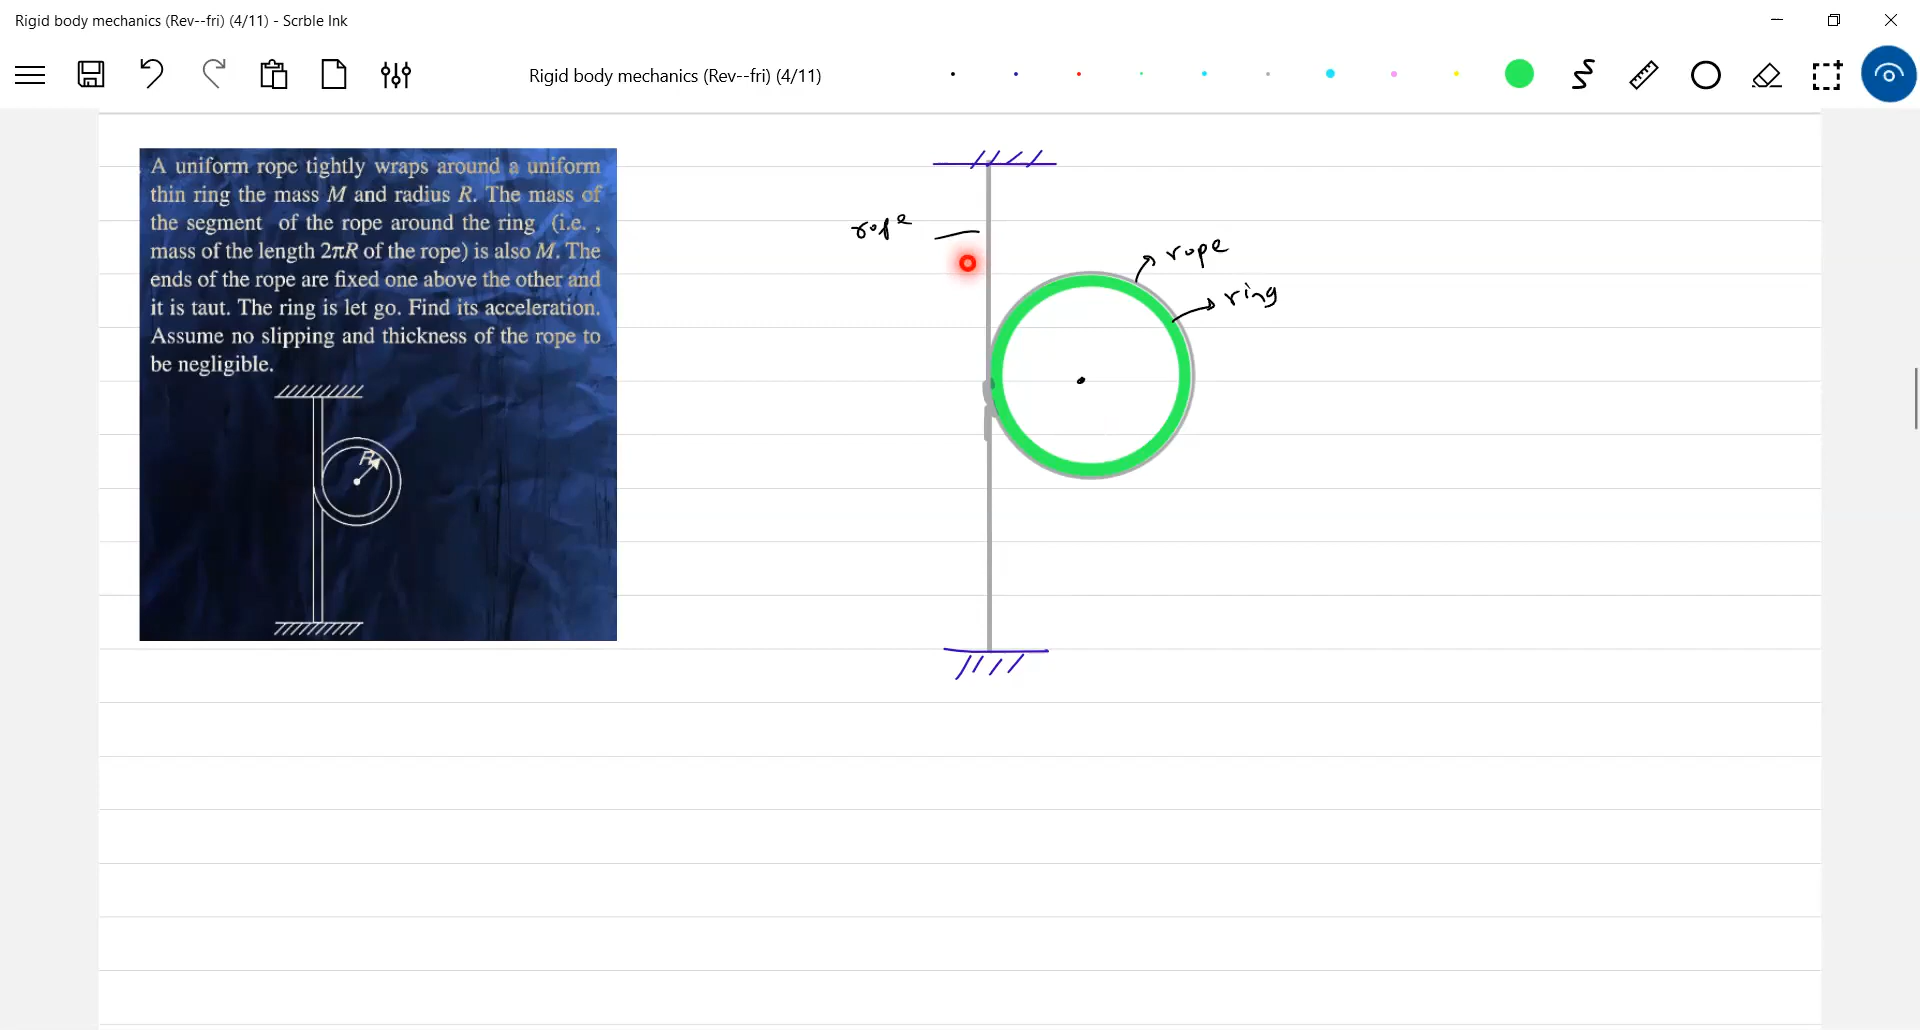 Rigid body mechanics (Rev--fri) (4/11) - Scrble Ink
Rigid body mechanics (Rev--fri) (4/11)
A uniform rope tightly wraps around a uniform
thin ring the mass M and radius R. The mass of
the segment of the rope around the ring (i.e. ,
mass of the length 2πR of the rope) is also M. The
ends of the rope are fixed one above the other and
it is taut. The ring is let go. Find its acceleration.
Assume no slipping and thickness of the rope to
be negligible.
R
rope
rope
ring